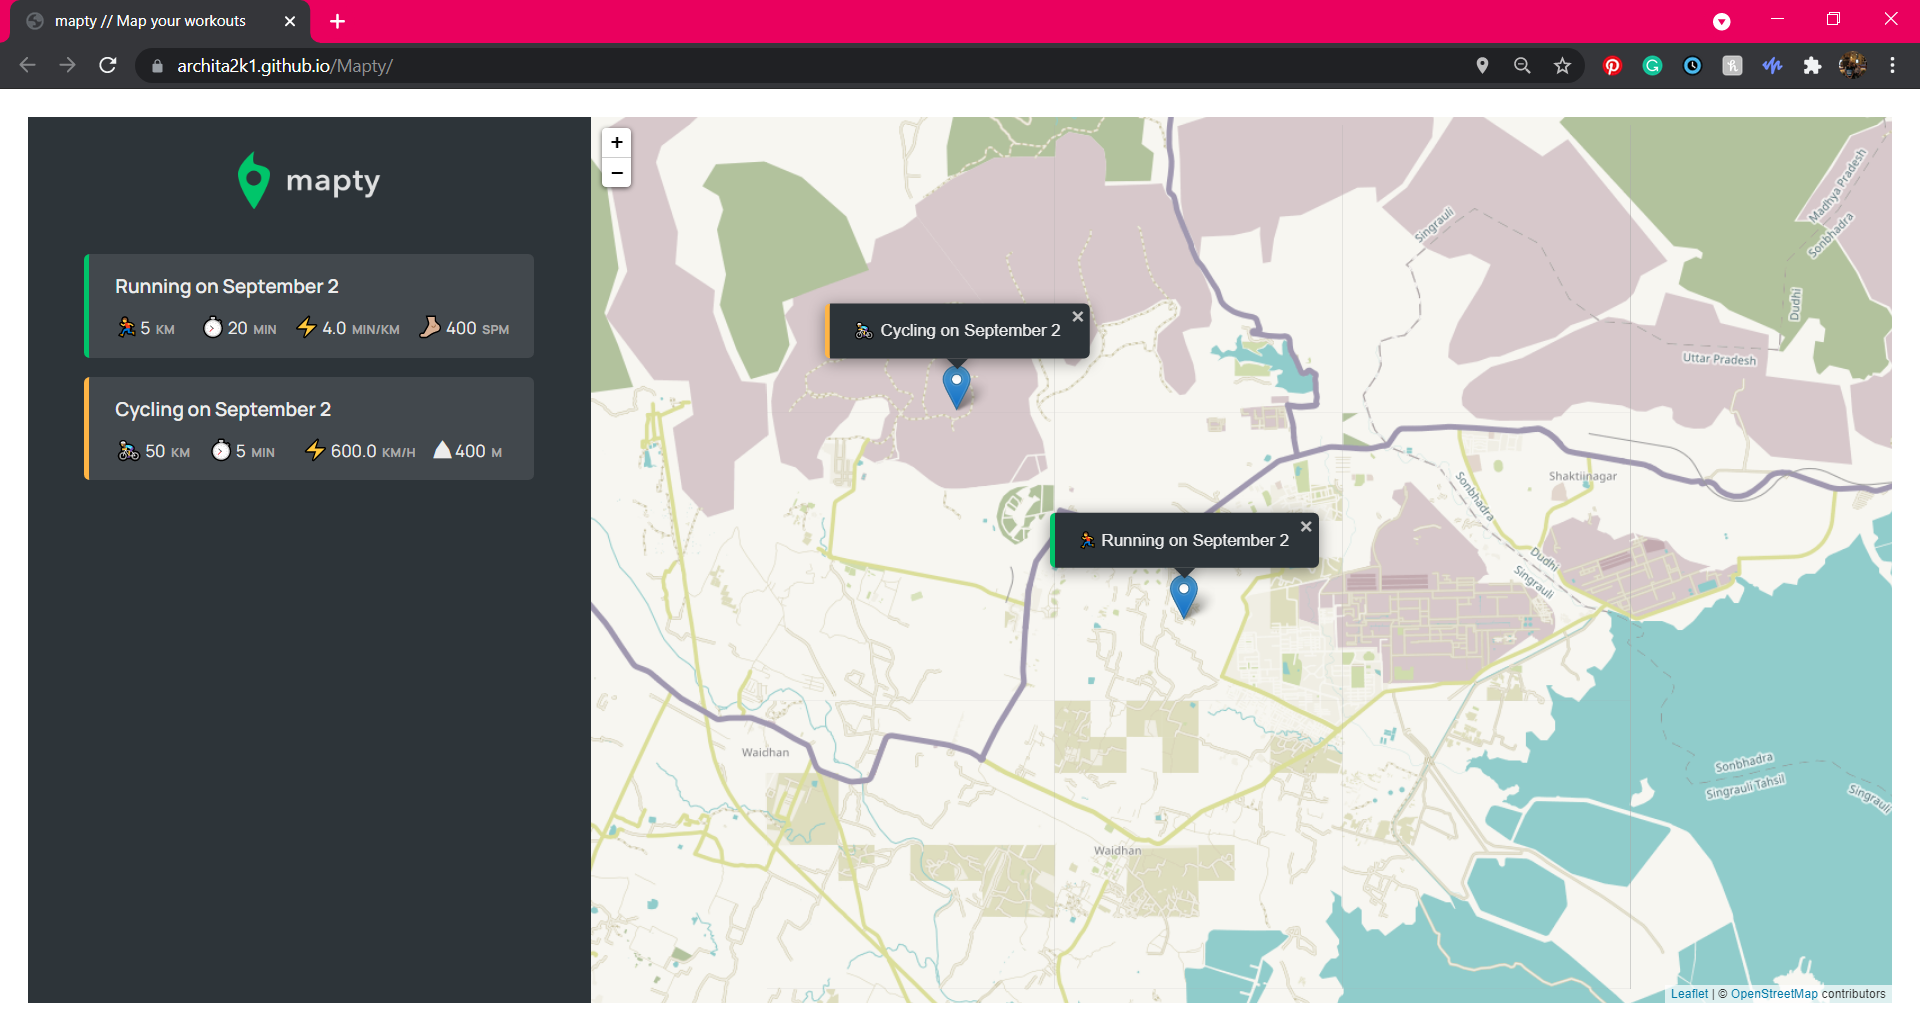 mapty // Map your workouts
archita2k1.github.io/Mapty/
mapty
Running on September 2
5 KM 20 MIN 4.0 MIN/KM 400 SPM
Cycling on September 2
50 KM 5 MIN 600.0 KM/H 400 M
+
−
Cycling on September 2
Running on September 2
Singrauli
Madhya Pradesh
Sonbhadra
Dudhi
Uttar Pradesh
Shaktinagar
Sonbhadra
Dudhi
Singrauli
Waidhan
Sonbhadra
Singrauli Tahsil
Singrauli
Waidhan
Leaflet | © OpenStreetMap contributors